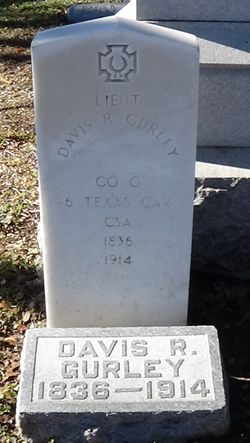 LIEUT
DAVIS R. GURLEY
CO G
6 TEXAS CAV
CSA
1836
1914
DAVIS R.
GURLEY
1836—1914